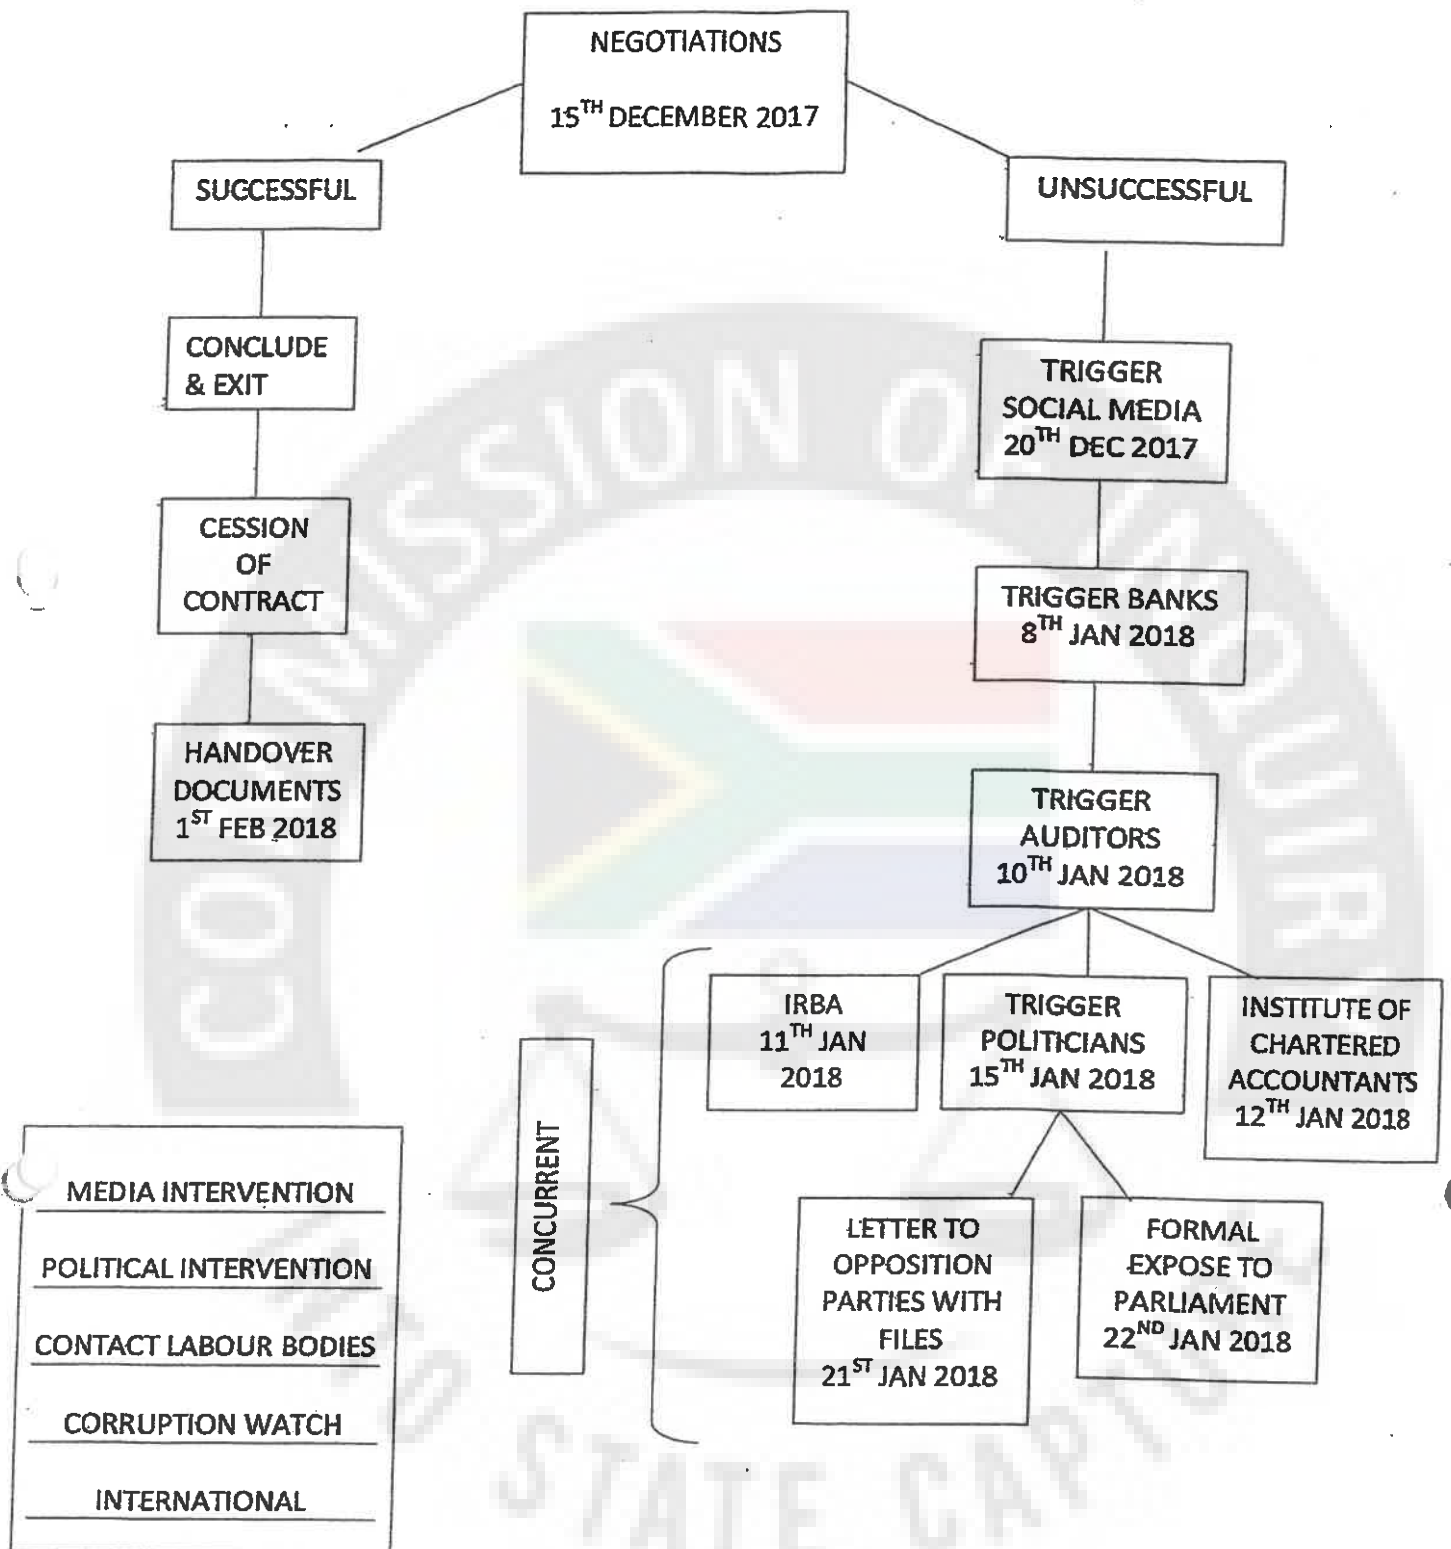 NEGOTIATIONS
15TH DECEMBER 2017
SUCCESSFUL
UNSUCCESSFUL
CONCLUDE
& EXIT
TRIGGER
SOCIAL MEDIA
20TH DEC 2017
CESSION
OF
CONTRACT
TRIGGER BANKS
8TH JAN 2018
HANDOVER
DOCUMENTS
1ST FEB 2018
TRIGGER
AUDITORS
10TH JAN 2018
CONCURRENT
IRBA
11TH JAN
2018
TRIGGER
POLITICIANS
15TH JAN 2018
INSTITUTE OF
CHARTERED
ACCOUNTANTS
12TH JAN 2018
LETTER TO
OPPOSITION
PARTIES WITH
FILES
21ST JAN 2018
FORMAL
EXPOSE TO
PARLIAMENT
22ND JAN 2018
MEDIA INTERVENTION
POLITICAL INTERVENTION
CONTACT LABOUR BODIES
CORRUPTION WATCH
INTERNATIONAL
STATE CAPTURE